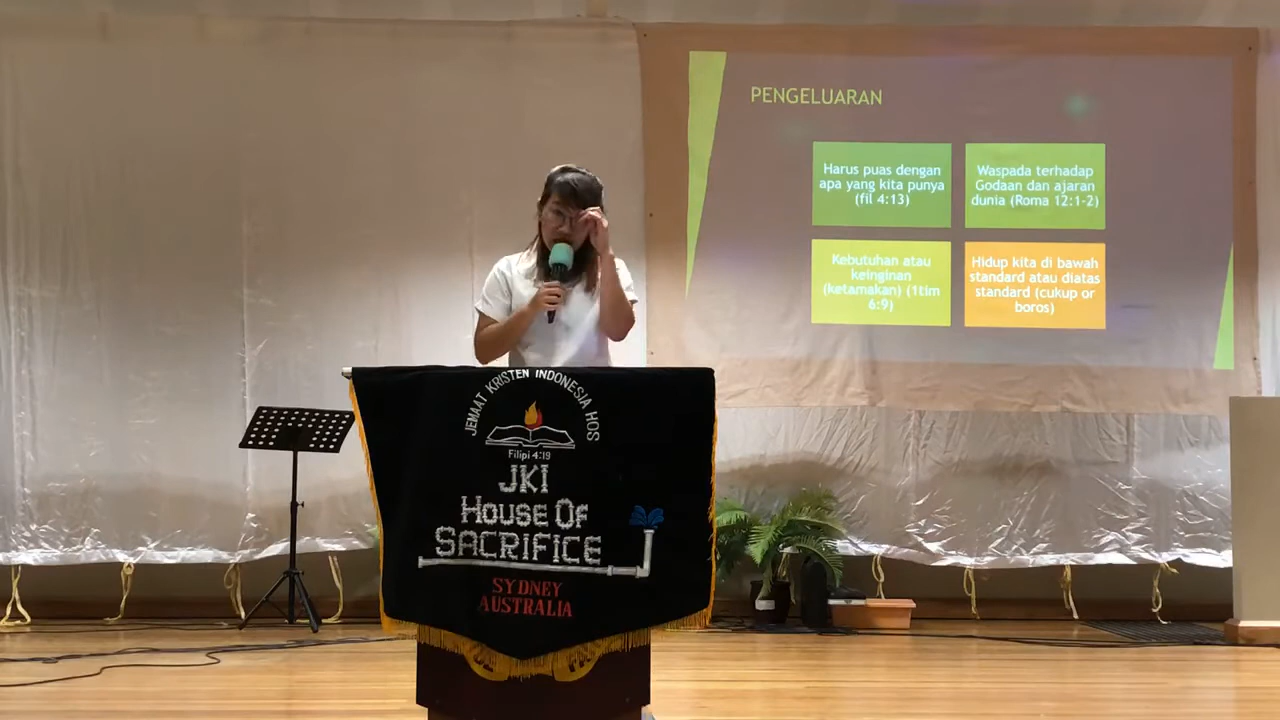 PENGELUARAN
Harus puas dengan
apa yang kita punya
(fil 4:13)
Waspada terhadap
Godaan dan ajaran
dunia (Roma 12:1-2)
Kebutuhan atau
keinginan
(ketamakan) (1tim
6:9)
Hidup kita di bawah
standard atau diatas
standard (cukup or
boros)
JEMAAT KRISTEN INDONESIA HOS
Filipi 4:19
JKI
HOUSE OF
SACRIFICE
SYDNEY
AUSTRALIA